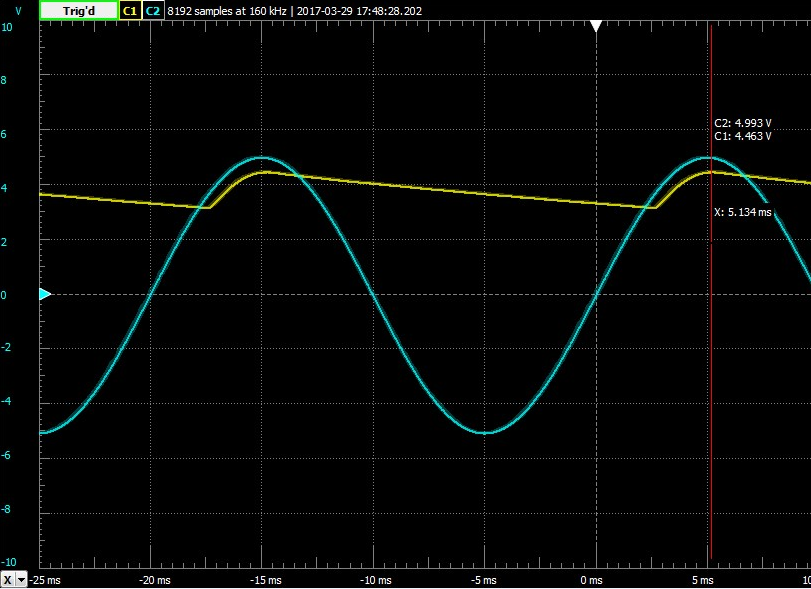 V Trig'd C1 C2 8192 samples at 160 kHz | 2017-03-29 17:48:28.202
10
8
6
C2: 4.993 V
C1: 4.463 V
4
X: 5.134 ms
2
0
-2
-4
-6
-8
-10
X -25 ms -20 ms -15 ms -10 ms -5 ms 0 ms 5 ms 10